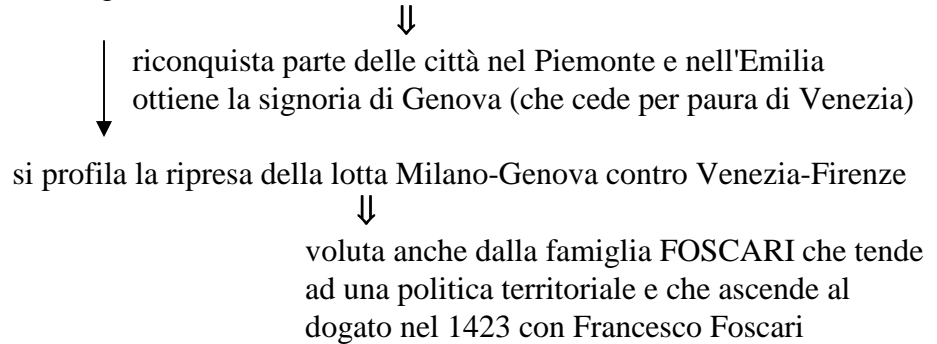 ⇓
riconquista parte delle città nel Piemonte e nell'Emilia
ottiene la signoria di Genova (che cede per paura di Venezia)
si profila la ripresa della lotta Milano-Genova contro Venezia-Firenze
⇓
voluta anche dalla famiglia FOSCARI che tende
ad una politica territoriale e che ascende al
dogato nel 1423 con Francesco Foscari